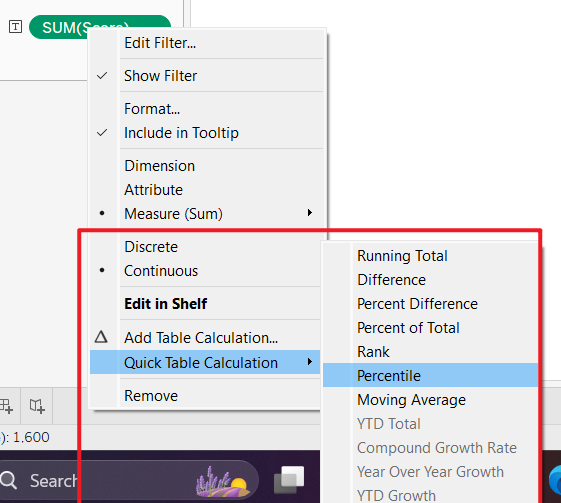 T
SUM(Score)
Edit Filter...
Show Filter
Format...
Include in Tooltip
Dimension
Attribute
Measure (Sum)
Discrete
Continuous
Edit in Shelf
Add Table Calculation...
Quick Table Calculation
Remove
Running Total
Difference
Percent Difference
Percent of Total
Rank
Percentile
Moving Average
YTD Total
Compound Growth Rate
Year Over Year Growth
YTD Growth
): 1.600
Search